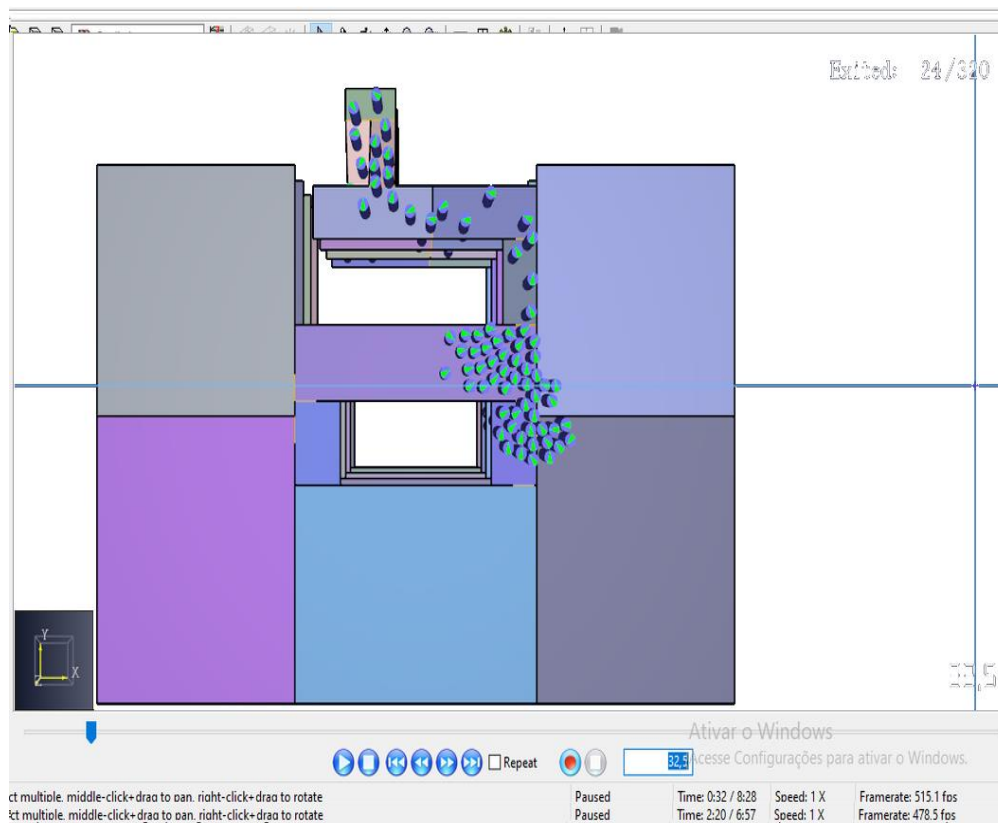 Exited: 24/320
Y
X
Z
33,5
Ativar o Windows
Acesse Configurações para ativar o Windows.
Repeat
32,5
ct multiple. middle-click+drag to pan. right-click+drag to rotate
Paused
Time: 0:32 / 8:28
Speed: 1 X
Framerate: 515.1 fps
ct multiple. middle-click+drag to pan. right-click+drag to rotate
Paused
Time: 2:20 / 6:57
Speed: 1 X
Framerate: 478.5 fps